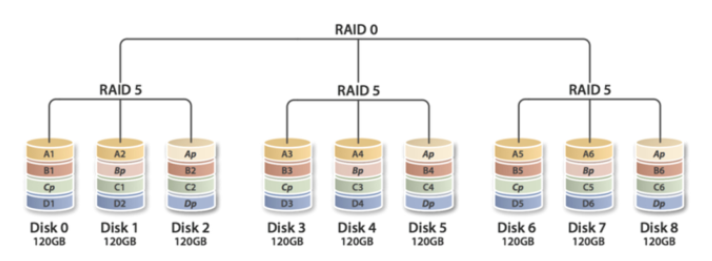 RAID 0
RAID 5 RAID 5 RAID 5
A1 A2 Ap A3 A4 Ap A5 A6 Ap
B1 Bp B2 B3 Bp B4 B5 Bp B6
Cp C1 C2 Cp C3 C4 Cp C5 C6
D1 D2 Dp D3 D4 Dp D5 D6 Dp
Disk 0 Disk 1 Disk 2 Disk 3 Disk 4 Disk 5 Disk 6 Disk 7 Disk 8
120GB 120GB 120GB 120GB 120GB 120GB 120GB 120GB 120GB